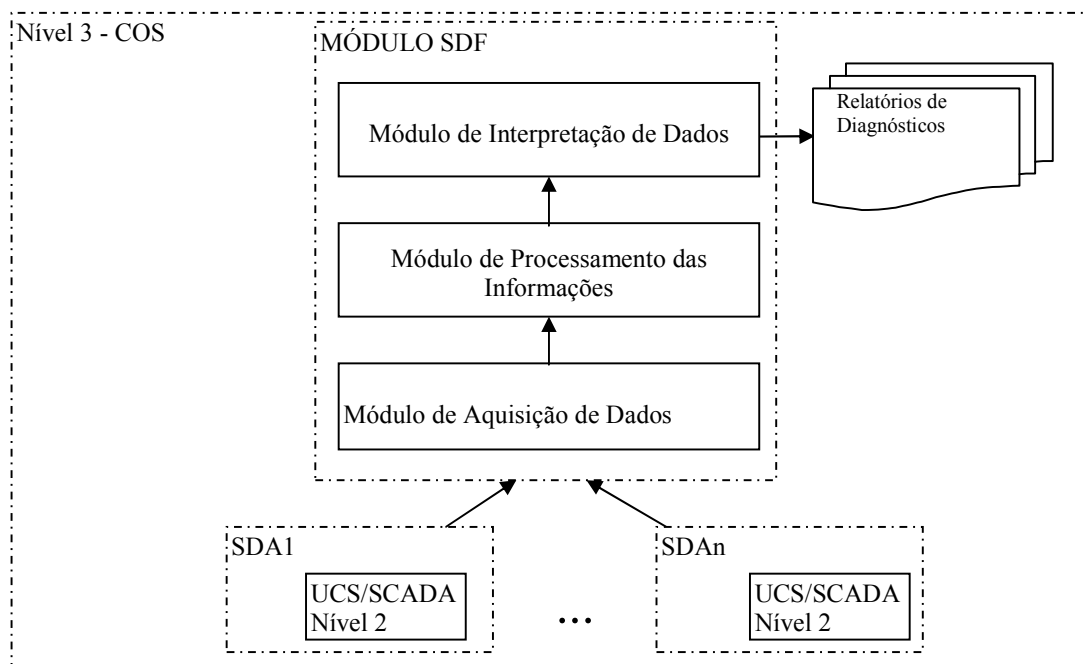 Nível 3 - COS
MÓDULO SDF
Módulo de Interpretação de Dados
Relatórios de
Diagnósticos
Módulo de Processamento das
Informações
Módulo de Aquisição de Dados
SDA1
UCS/SCADA
Nível 2
...
SDAn
UCS/SCADA
Nível 2